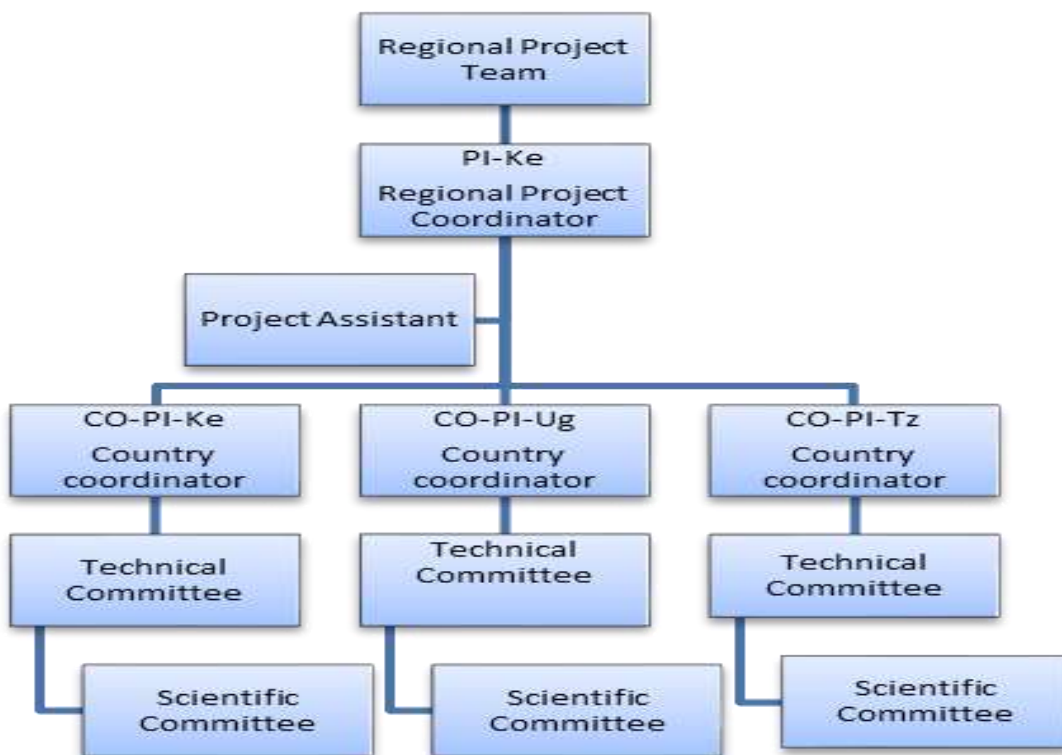 Regional Project
Team
PI-Ke
Regional Project
Coordinator
Project Assistant
CO-PI-Ke
Country
coordinator
CO-PI-Ug
Country
coordinator
CO-PI-Tz
Country
coordinator
Technical
Committee
Technical
Committee
Technical
Committee
Scientific
Committee
Scientific
Committee
Scientific
Committee